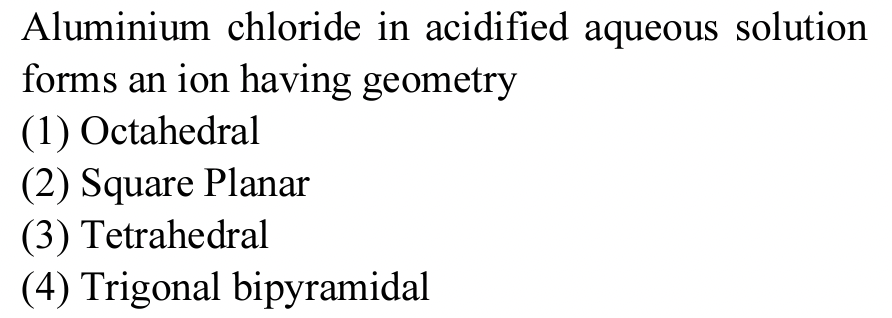 Aluminium chloride in acidified aqueous solution
forms an ion having geometry
(1) Octahedral
(2) Square Planar
(3) Tetrahedral
(4) Trigonal bipyramidal